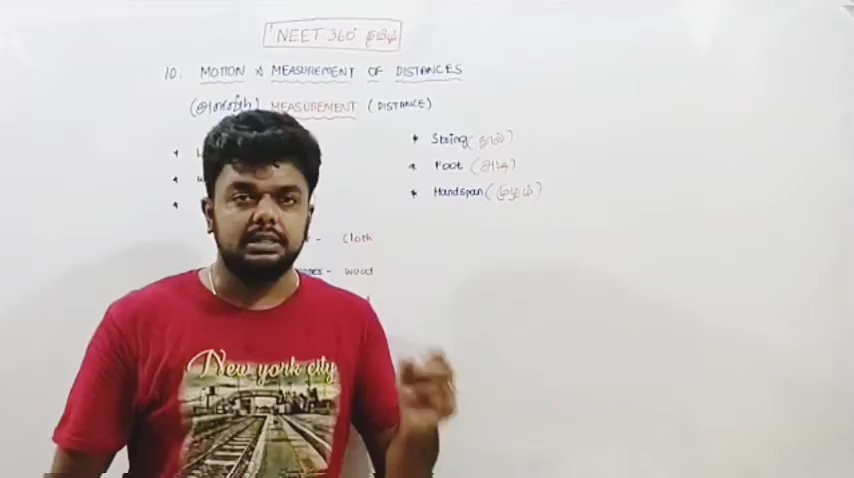 NEET 360° தமிழ்
10. MOTION & MEASUREMENT OF DISTANCES
MEASUREMENT (DISTANCE)
* String (நூல்)
* Foot (அடி)
* Handspan (முழம்)
- Cloth
- wood
New york city